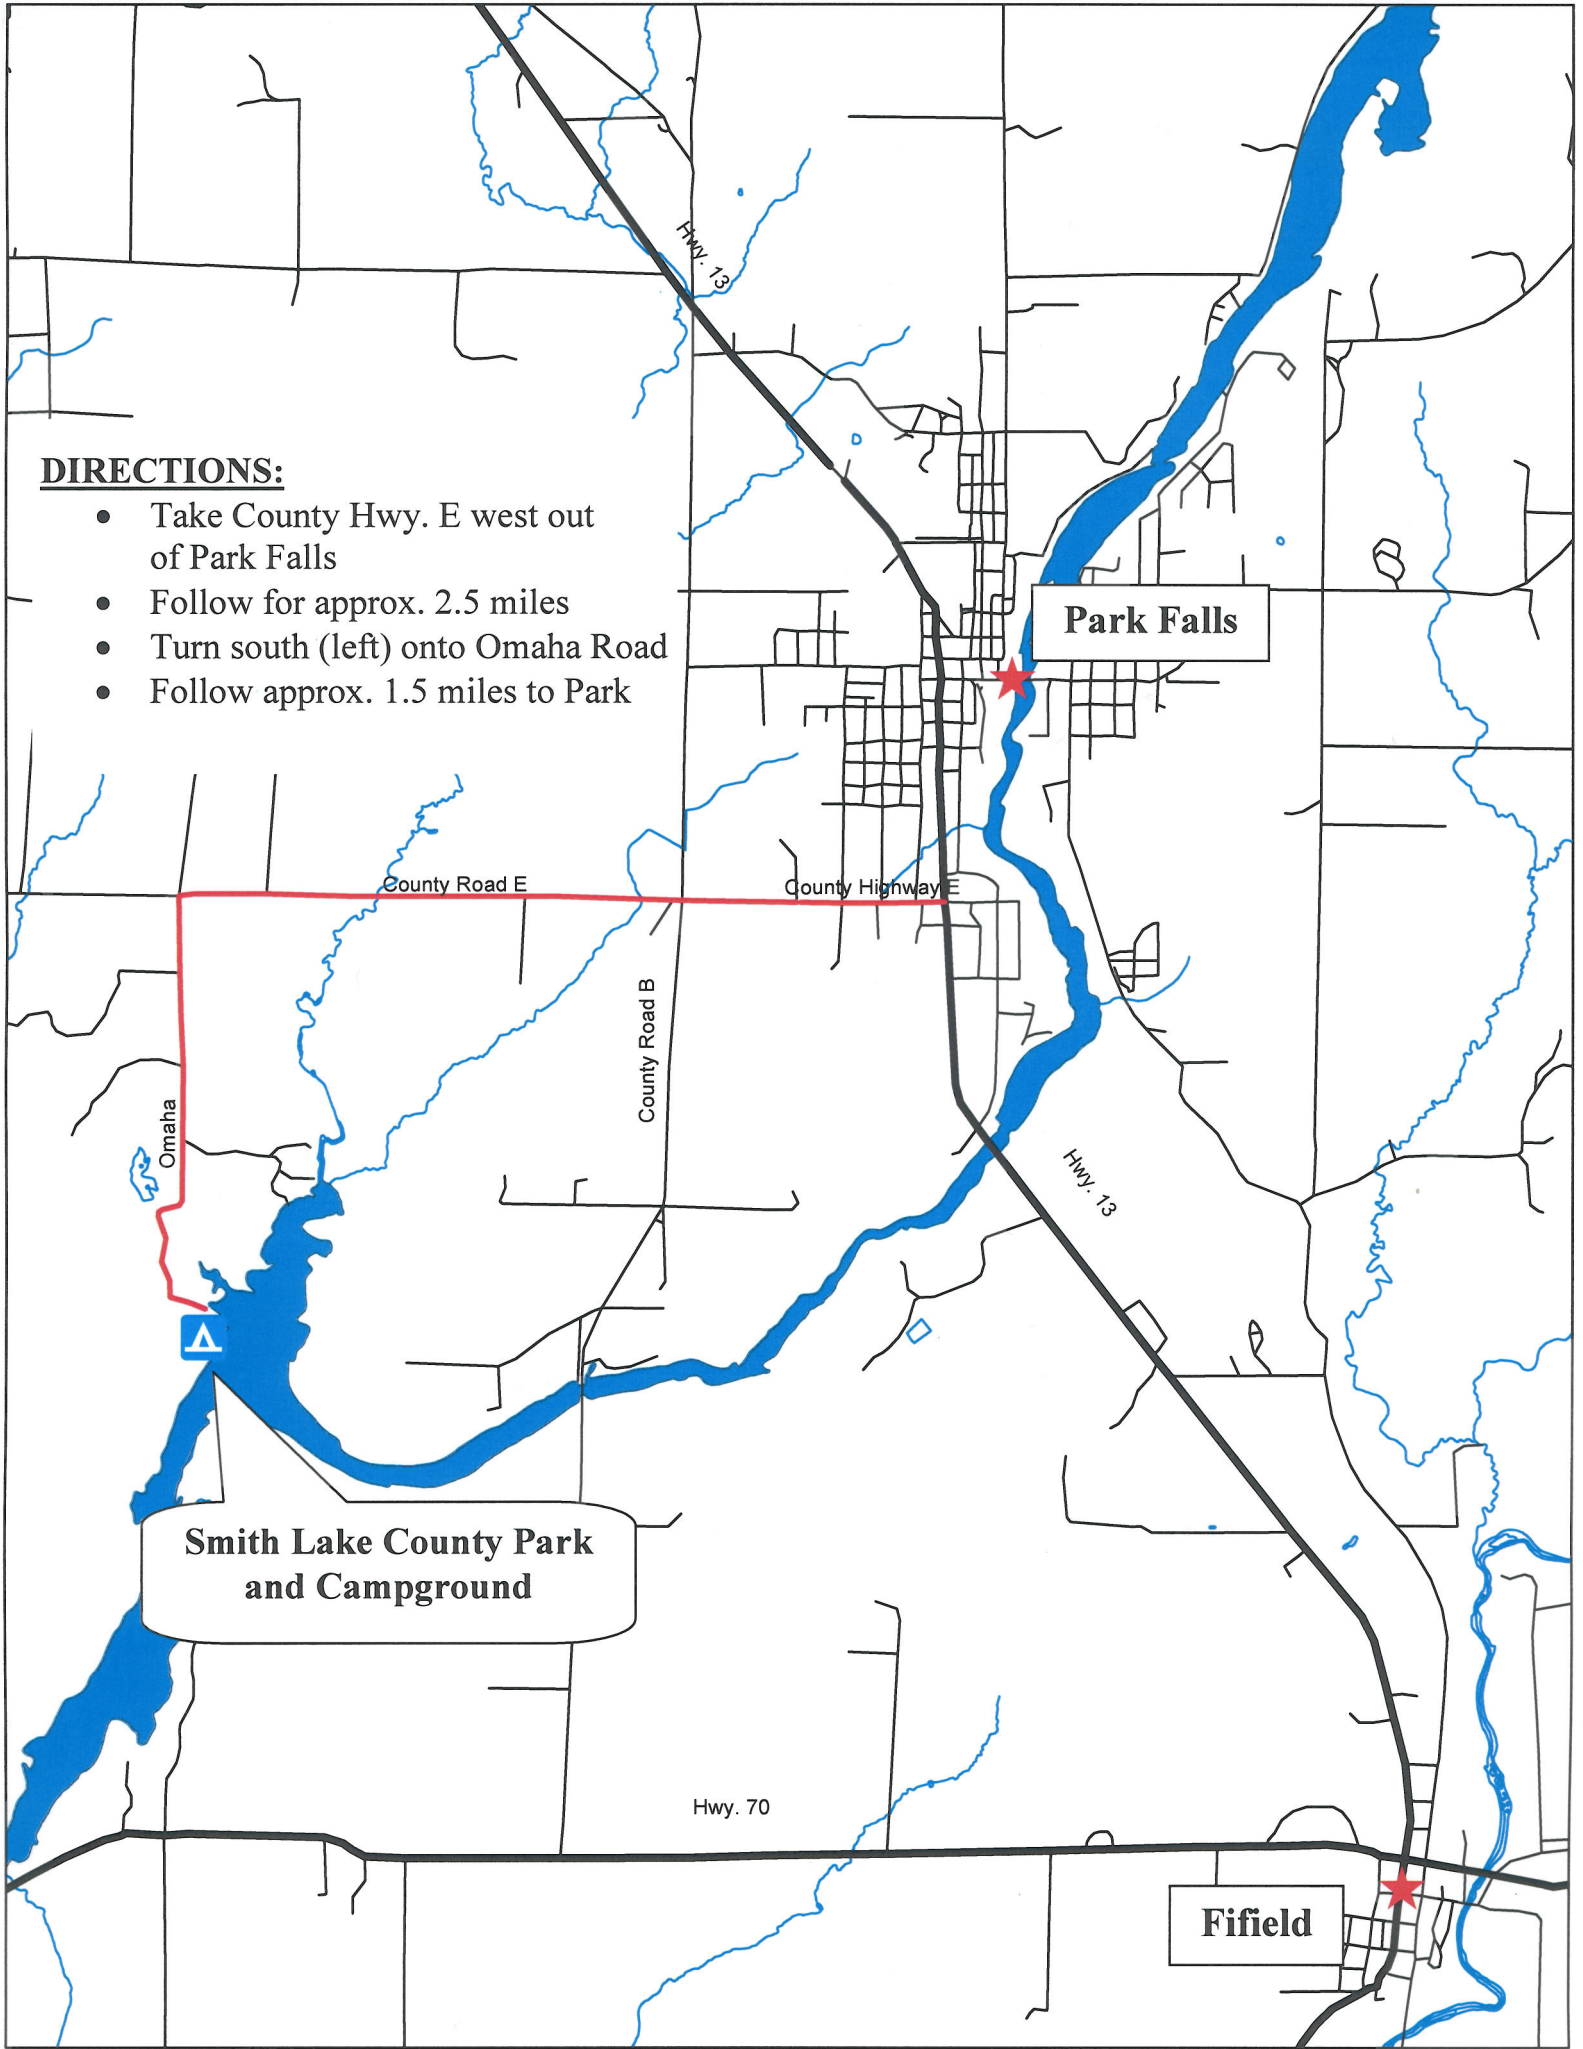 Hwy. 13
DIRECTIONS:
• Take County Hwy. E west out
of Park Falls
• Follow for approx. 2.5 miles
• Turn south (left) onto Omaha Road
• Follow approx. 1.5 miles to Park
Park Falls
County Road E
County Highway E
County Road B
Omaha
Hwy. 13
Smith Lake County Park
and Campground
Hwy. 70
Fifield